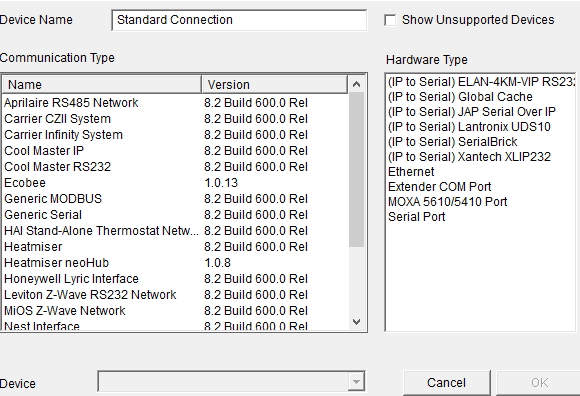 Device Name Standard Connection Show Unsupported Devices
Communication Type Hardware Type
Name Version
Aprilaire RS485 Network 8.2 Build 600.0 Rel
Carrier CZII System 8.2 Build 600.0 Rel
Carrier Infinity System 8.2 Build 600.0 Rel
Cool Master IP 8.2 Build 600.0 Rel
Cool Master RS232 8.2 Build 600.0 Rel
Ecobee 1.0.13
Generic MODBUS 8.2 Build 600.0 Rel
Generic Serial 8.2 Build 600.0 Rel
HAI Stand-Alone Thermostat Netw... 8.2 Build 600.0 Rel
Heatmiser 8.2 Build 600.0 Rel
Heatmiser neoHub 1.0.8
Honeywell Lyric Interface 8.2 Build 600.0 Rel
Leviton Z-Wave RS232 Network 8.2 Build 600.0 Rel
MiOS Z-Wave Network 8.2 Build 600.0 Rel
Nest Interface 8.2 Build 600.0 Rel
(IP to Serial) ELAN-4KM-VIP RS232
(IP to Serial) Global Cache
(IP to Serial) JAP Serial Over IP
(IP to Serial) Lantronix UDS10
(IP to Serial) SerialBrick
(IP to Serial) Xantech XLIP232
Ethernet
Extender COM Port
MOXA 5610/5410 Port
Serial Port
Device Cancel OK